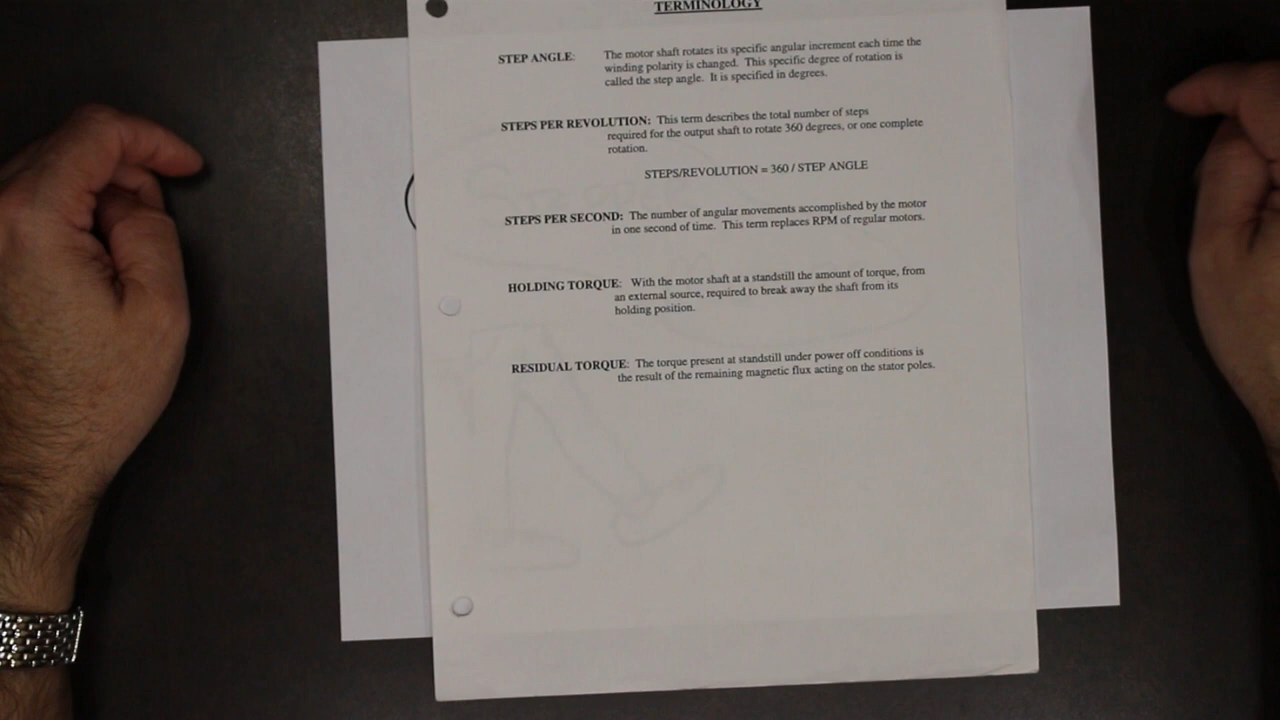 TERMINOLOGY
STEP ANGLE: The motor shaft rotates its specific angular increment each time the
winding polarity is changed. This specific degree of rotation is
called the step angle. It is specified in degrees.
STEPS PER REVOLUTION: This term describes the total number of steps
required for the output shaft to rotate 360 degrees, or one complete
rotation.
STEPS/REVOLUTION = 360 / STEP ANGLE
STEPS PER SECOND: The number of angular movements accomplished by the motor
in one second of time. This term replaces RPM of regular motors.
HOLDING TORQUE: With the motor shaft at a standstill the amount of torque, from
an external source, required to break away the shaft from its
holding position.
RESIDUAL TORQUE: The torque present at standstill under power off conditions is
the result of the remaining magnetic flux acting on the stator poles.